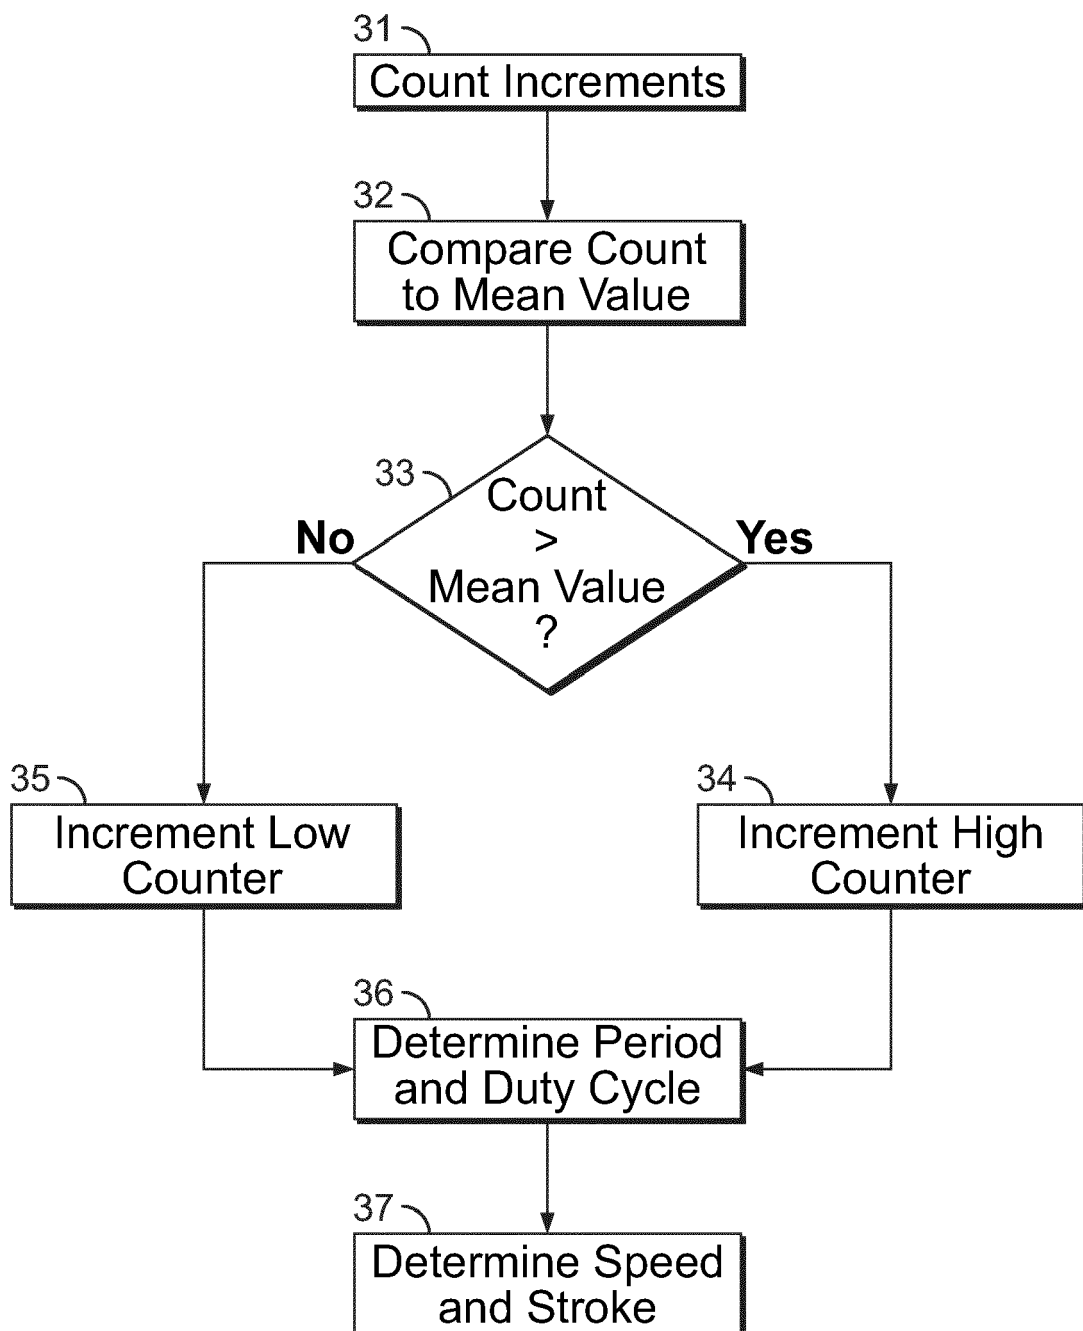 31
Count Increments
32
Compare Count
to Mean Value
33
Count
>
Mean Value
?
No
Yes
35
Increment Low
Counter
34
Increment High
Counter
36
Determine Period
and Duty Cycle
37
Determine Speed
and Stroke